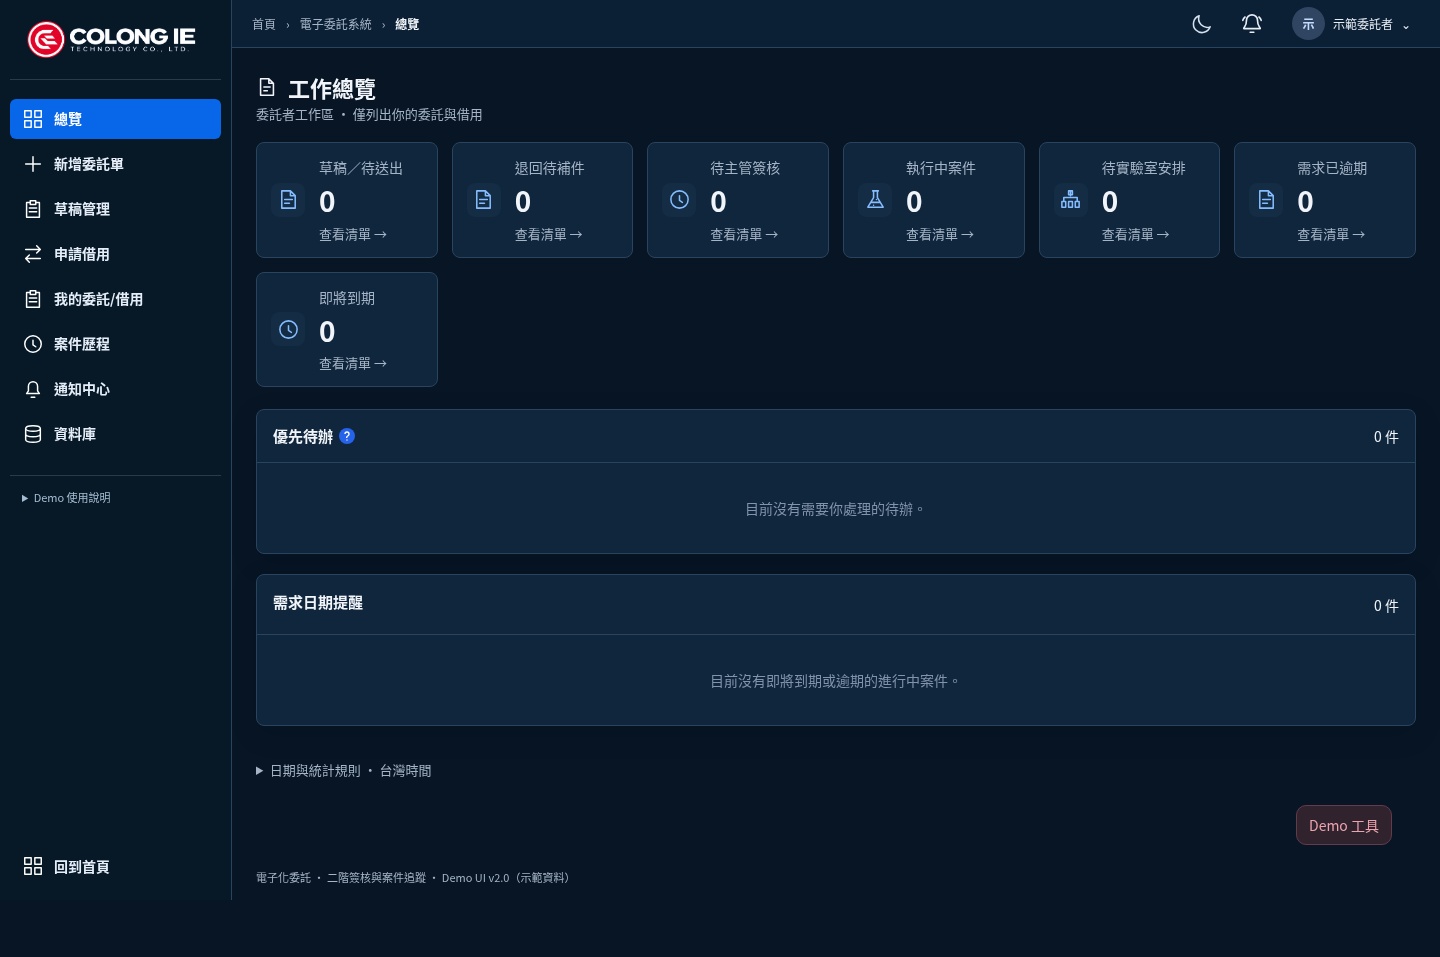 COLONG IE
TECHNOLOGY CO., LTD.
首頁 › 電子委託系統 › 總覽
示 示範委託者
總覽
新增委託單
草稿管理
申請借用
我的委託/借用
案件歷程
通知中心
資料庫
Demo 使用說明
回到首頁
工作總覽
委託者工作區 · 僅列出你的委託與借用
草稿／待送出
0
查看清單 →
退回待補件
0
查看清單 →
待主管簽核
0
查看清單 →
執行中案件
0
查看清單 →
待實驗室安排
0
查看清單 →
需求已逾期
0
查看清單 →
即將到期
0
查看清單 →
優先待辦 ? 0 件
目前沒有需要你處理的待辦。
需求日期提醒 0 件
目前沒有即將到期或逾期的進行中案件。
日期與統計規則 · 台灣時間
Demo 工具
電子化委託 · 二階簽核與案件追蹤 · Demo UI v2.0（示範資料）